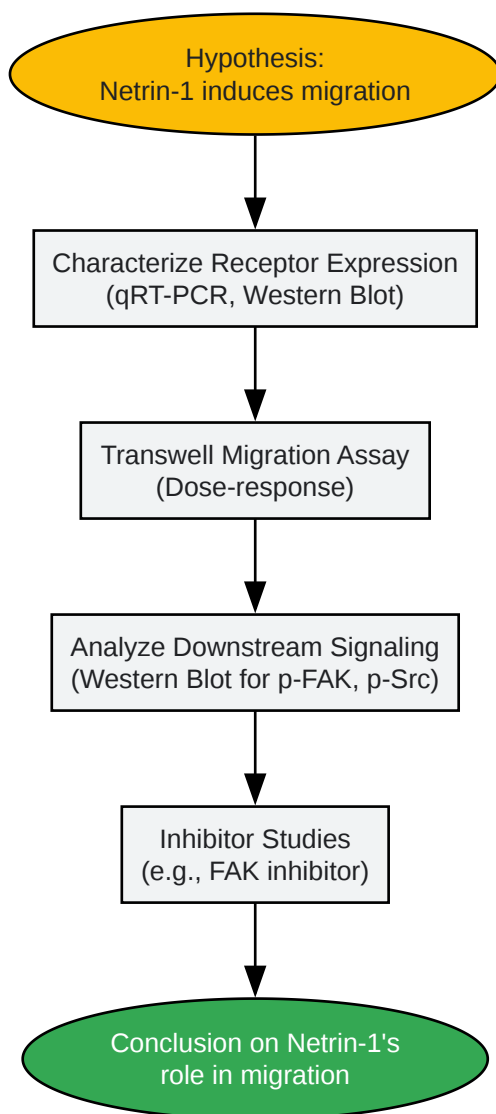 Hypothesis:
Netrin-1 induces migration
Characterize Receptor Expression
(qRT-PCR, Western Blot)
Transwell Migration Assay
(Dose-response)
Analyze Downstream Signaling
(Western Blot for p-FAK, p-Src)
Inhibitor Studies
(e.g., FAK inhibitor)
Conclusion on Netrin-1's
role in migration